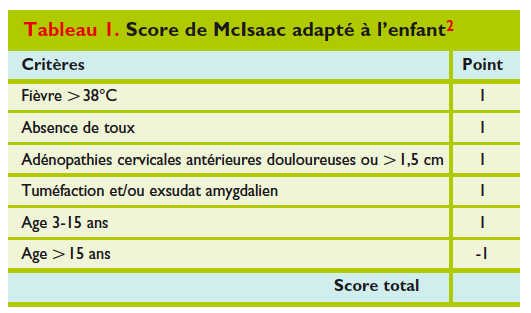 Tableau 1. Score de McIsaac adapté à l'enfant2
Critères Point
Fièvre > 38°C 1
Absence de toux 1
Adénopathies cervicales antérieures douloureuses ou > 1,5 cm 1
Tuméfaction et/ou exsudat amygdalien 1
Age 3-15 ans 1
Age > 15 ans -1
Score total